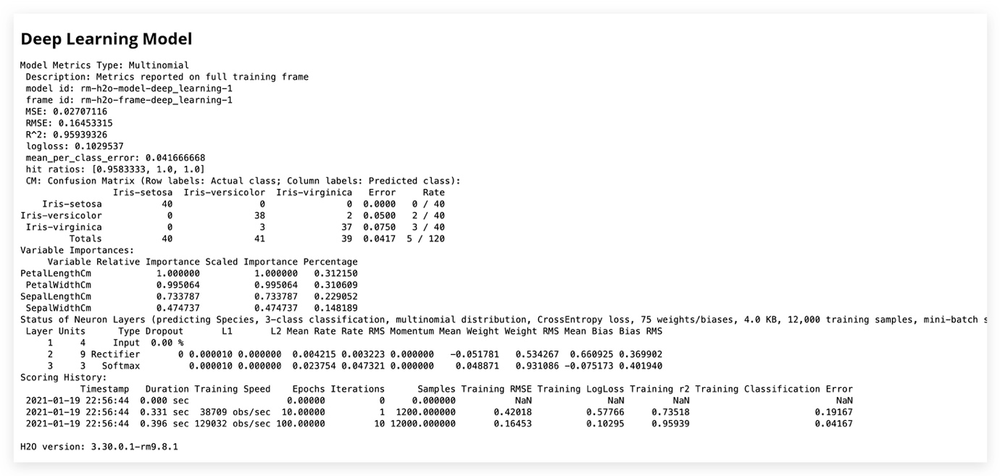 Deep Learning Model
Model Metrics Type: Multinomial
Description: Metrics reported on full training frame
model id: rm-h2o-model-deep_learning-1
frame id: rm-h2o-frame-deep_learning-1
MSE: 0.02707116
RMSE: 0.16453315
R^2: 0.95939326
logloss: 0.1029537
mean_per_class_error: 0.041666668
hit ratios: [0.9583333, 1.0, 1.0]
CM: Confusion Matrix (Row labels: Actual class; Column labels: Predicted class):
Iris-setosa Iris-versicolor Iris-virginica Error Rate
Iris-setosa 40 0 0 0.0000 0 / 40
Iris-versicolor 0 38 2 0.0500 2 / 40
Iris-virginica 0 3 37 0.0750 3 / 40
Totals 40 41 39 0.0417 5 / 120
Variable Importances:
Variable Relative Importance Scaled Importance Percentage
PetalLengthCm 1.000000 1.000000 0.312150
PetalWidthCm 0.995064 0.995064 0.310609
SepalLengthCm 0.733787 0.733787 0.229052
SepalWidthCm 0.474737 0.474737 0.148189
Status of Neuron Layers (predicting Species, 3-class classification, multinomial distribution, CrossEntropy loss, 75 weights/biases, 4.0 KB, 12,000 training samples, mini-batch s
Layer Units Type Dropout L1 L2 Mean Rate Rate RMS Momentum Mean Weight Weight RMS Mean Bias Bias RMS
1 4 Input 0.00 %
2 9 Rectifier 0 0.000010 0.000000 0.004215 0.003223 0.000000 -0.051781 0.534267 0.660925 0.369902
3 3 Softmax 0.000010 0.000000 0.023754 0.047321 0.000000 0.048871 0.931086 -0.075173 0.401940
Scoring History:
Timestamp Duration Training Speed Epochs Iterations Samples Training RMSE Training LogLoss Training r2 Training Classification Error
2021-01-19 22:56:44 0.000 sec 0.00000 0 0.000000 NaN NaN NaN NaN
2021-01-19 22:56:44 0.331 sec 38709 obs/sec 10.00000 1 1200.000000 0.42018 0.57766 0.73518 0.19167
2021-01-19 22:56:44 0.396 sec 129032 obs/sec 100.00000 10 12000.000000 0.16453 0.10295 0.95939 0.04167
H2O version: 3.30.0.1-rm9.8.1